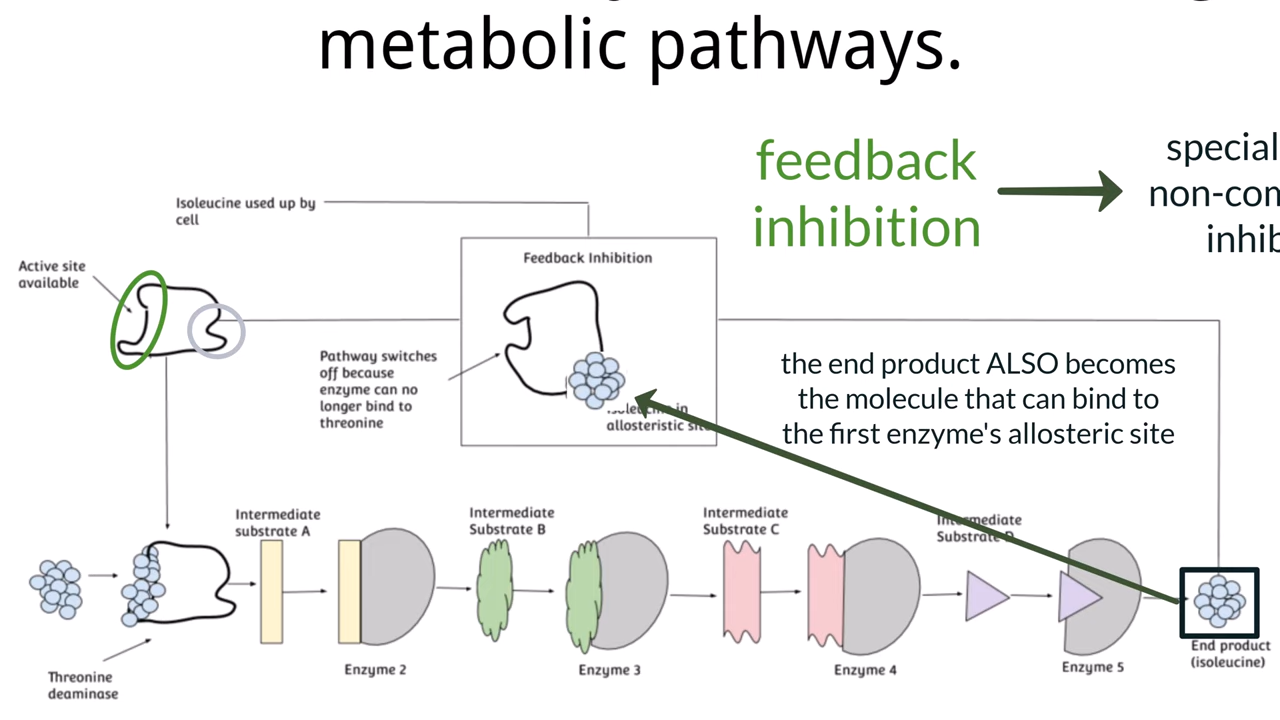 metabolic pathways.
feedback
inhibition
special
non-com
inhib
Isoleucine used up by
cell
Active site
available
Feedback Inhibition
Pathway switches
off because
enzyme can no
longer bind to
threonine
in
allosteristic
the end product ALSO becomes
the molecule that can bind to
the first enzyme's allosteric site
Intermediate
substrate A
Intermediate
Substrate B
Intermediate
Substrate C
Intermediate
Substrate D
Threonine
deaminase
Enzyme 2
Enzyme 3
Enzyme 4
Enzyme 5
End product
(isoleucine)